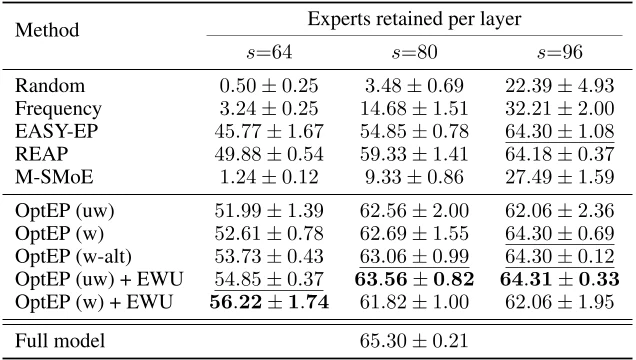 Method Experts retained per layer
s=64 s=80 s=96
Random 0.50 ± 0.25 3.48 ± 0.69 22.39 ± 4.93
Frequency 3.24 ± 0.25 14.68 ± 1.51 32.21 ± 2.00
EASY-EP 45.77 ± 1.67 54.85 ± 0.78 64.30 ± 1.08
REAP 49.88 ± 0.54 59.33 ± 1.41 64.18 ± 0.37
M-SMoE 1.24 ± 0.12 9.33 ± 0.86 27.49 ± 1.59
OptEP (uw) 51.99 ± 1.39 62.56 ± 2.00 62.06 ± 2.36
OptEP (w) 52.61 ± 0.78 62.69 ± 1.55 64.30 ± 0.69
OptEP (w-alt) 53.73 ± 0.43 63.06 ± 0.99 64.30 ± 0.12
OptEP (uw) + EWU 54.85 ± 0.37 63.56 ± 0.82 64.31 ± 0.33
OptEP (w) + EWU 56.22 ± 1.74 61.82 ± 1.00 62.06 ± 1.95
Full model 65.30 ± 0.21